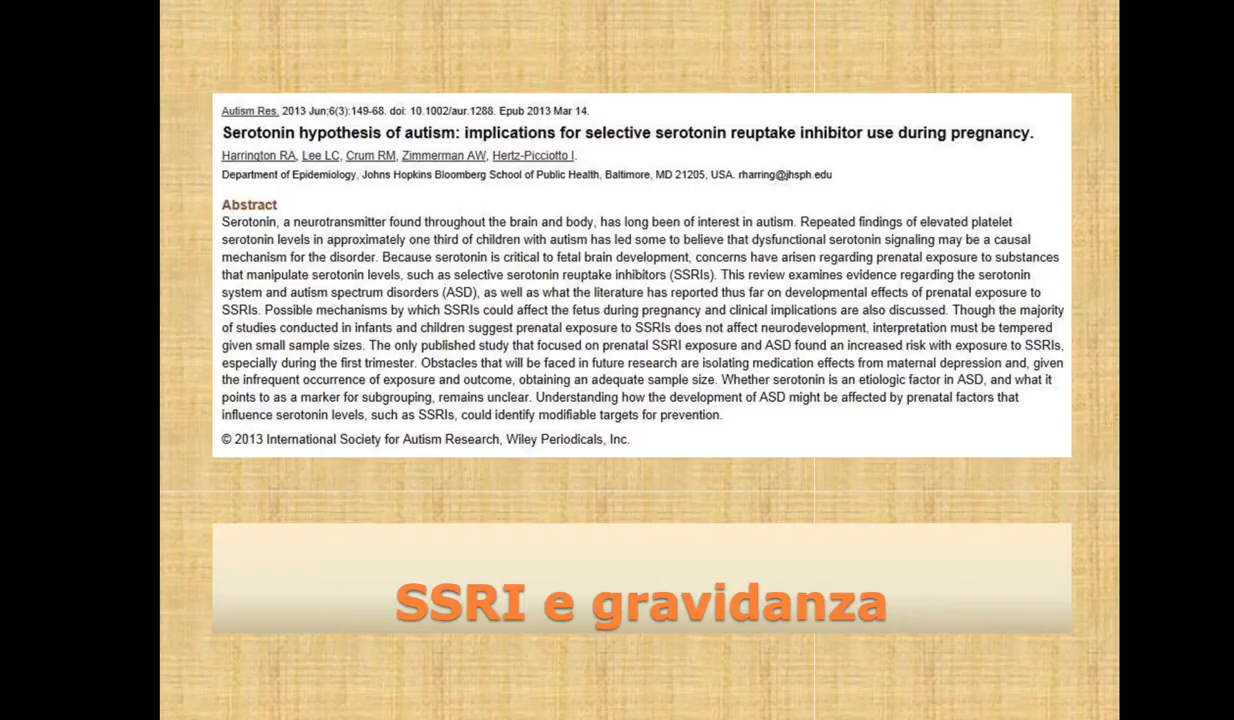 Autism Res. 2013 Jun;6(3):149-68. doi: 10.1002/aur.1288. Epub 2013 Mar 14.
Serotonin hypothesis of autism: implications for selective serotonin reuptake inhibitor use during pregnancy.
Harrington RA, Lee LC, Crum RM, Zimmerman AW, Hertz-Picciotto I.
Department of Epidemiology, Johns Hopkins Bloomberg School of Public Health, Baltimore, MD 21205, USA. rharring@jhsph.edu
Abstract
Serotonin, a neurotransmitter found throughout the brain and body, has long been of interest in autism. Repeated findings of elevated platelet
serotonin levels in approximately one third of children with autism has led some to believe that dysfunctional serotonin signaling may be a causal
mechanism for the disorder. Because serotonin is critical to fetal brain development, concerns have arisen regarding prenatal exposure to substances
that manipulate serotonin levels, such as selective serotonin reuptake inhibitors (SSRIs). This review examines evidence regarding the serotonin
system and autism spectrum disorders (ASD), as well as what the literature has reported thus far on developmental effects of prenatal exposure to
SSRIs. Possible mechanisms by which SSRIs could affect the fetus during pregnancy and clinical implications are also discussed. Though the majority
of studies conducted in infants and children suggest prenatal exposure to SSRIs does not affect neurodevelopment, interpretation must be tempered
given small sample sizes. The only published study that focused on prenatal SSRI exposure and ASD found an increased risk with exposure to SSRIs,
especially during the first trimester. Obstacles that will be faced in future research are isolating medication effects from maternal depression and, given
the infrequent occurrence of exposure and outcome, obtaining an adequate sample size. Whether serotonin is an etiologic factor in ASD, and what it
points to as a marker for subgrouping, remains unclear. Understanding how the development of ASD might be affected by prenatal factors that
influence serotonin levels, such as SSRIs, could identify modifiable targets for prevention.
© 2013 International Society for Autism Research, Wiley Periodicals, Inc.
SSRI e gravidanza